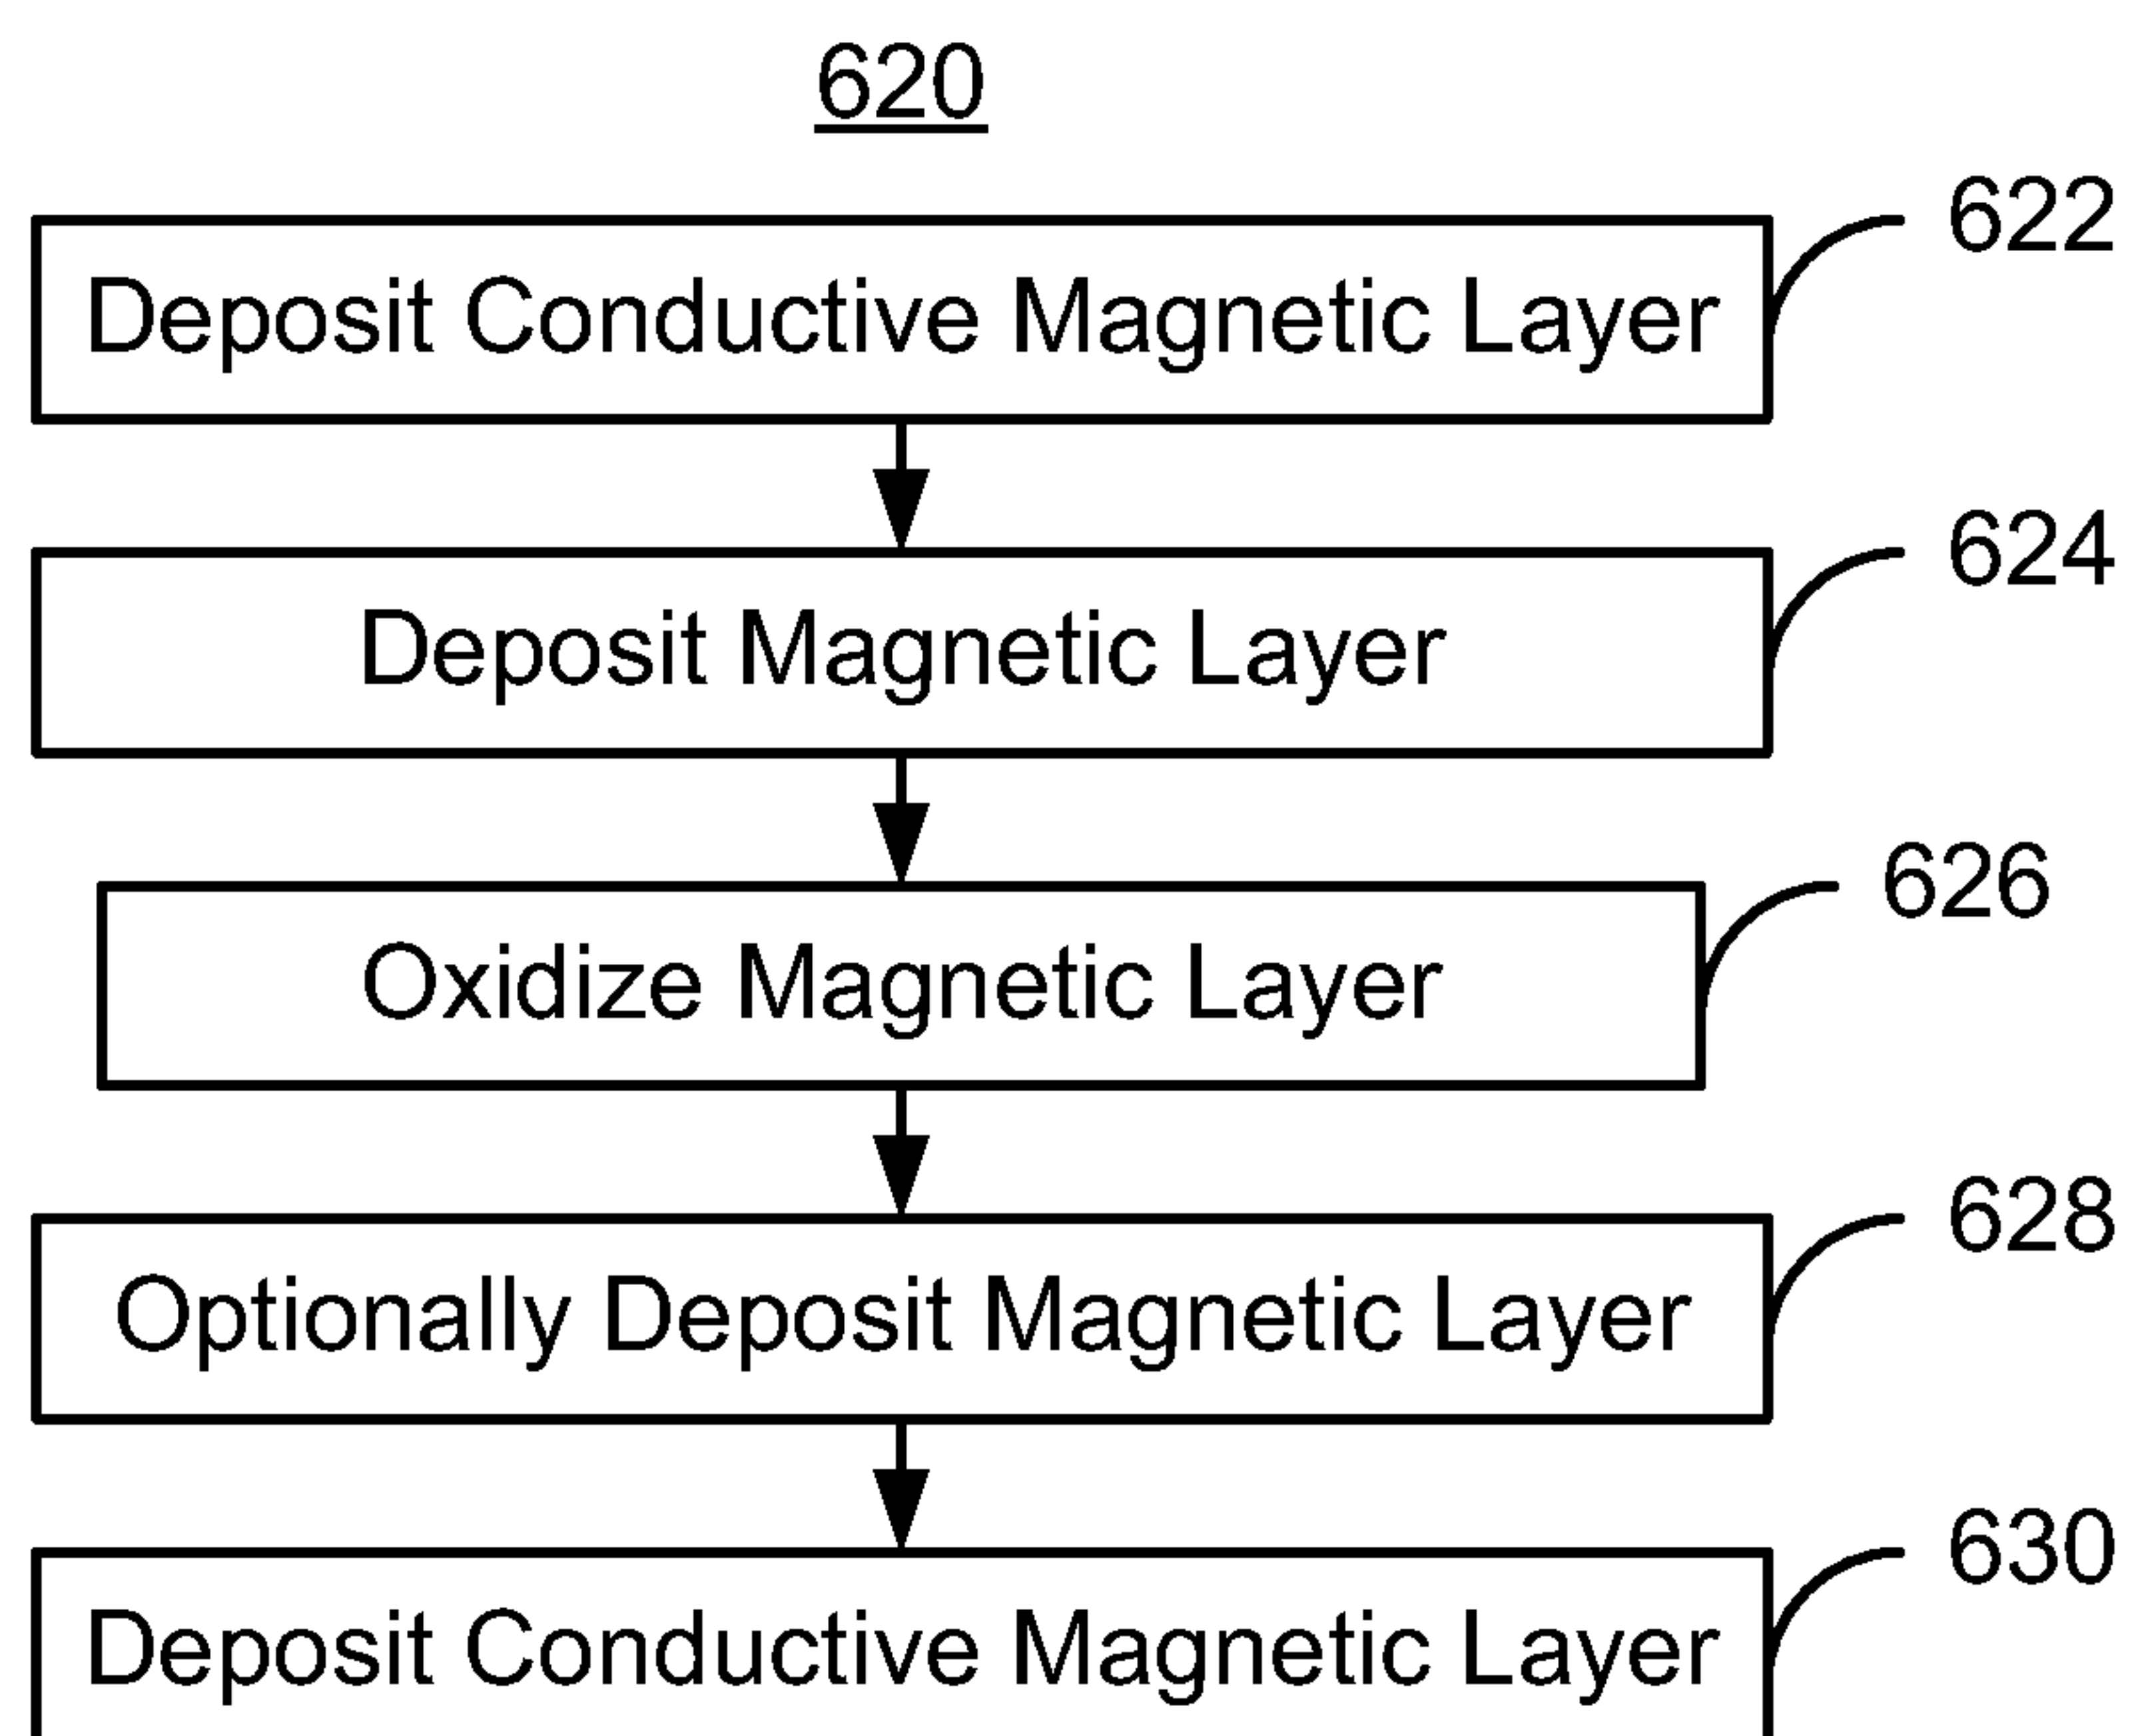 620
Deposit Conductive Magnetic Layer
622
Deposit Magnetic Layer
624
Oxidize Magnetic Layer
626
Optionally Deposit Magnetic Layer
628
Deposit Conductive Magnetic Layer
630